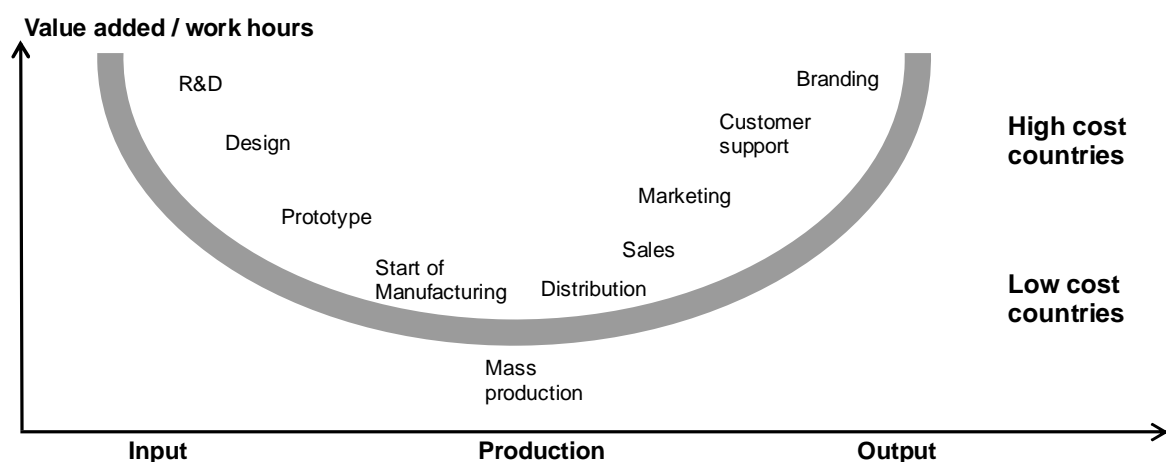 Value added / work hours
R&D
Branding
Design
Customer
support
High cost
countries
Prototype
Marketing
Start of
Manufacturing
Sales
Distribution
Low cost
countries
Mass
production
Input
Production
Output